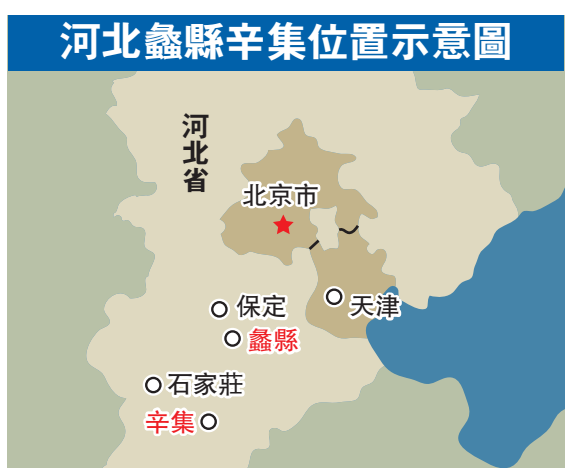 河北蠡縣辛集位置示意圖
河北省
北京市
保定
天津
蠡縣
石家莊
辛集